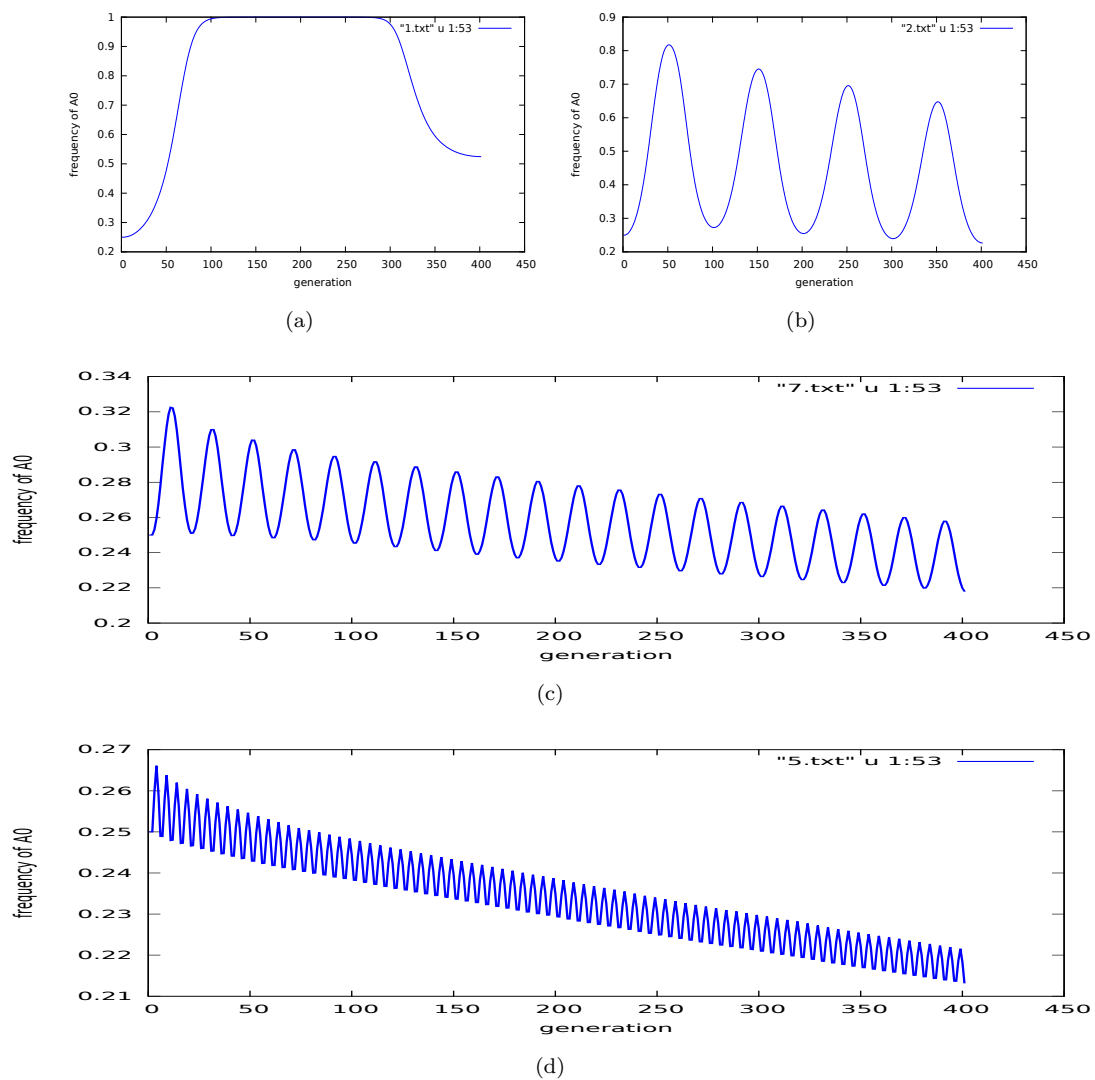 1
0.9
0.8
0.7
0.6
0.5
0.4
0.3
0.2
frequency of A0
"1.txt" u 1:53
0 50 100 150 200 250 300 350 400 450
generation
(a)
0.9
0.8
0.7
0.6
0.5
0.4
0.3
0.2
frequency of A0
"2.txt" u 1:53
0 50 100 150 200 250 300 350 400 450
generation
(b)
0.34
0.32
0.3
0.28
0.26
0.24
0.22
0.2
frequency of A0
"7.txt" u 1:53
0 50 100 150 200 250 300 350 400 450
generation
(c)
0.27
0.26
0.25
0.24
0.23
0.22
0.21
frequency of A0
"5.txt" u 1:53
0 50 100 150 200 250 300 350 400 450
generation
(d)